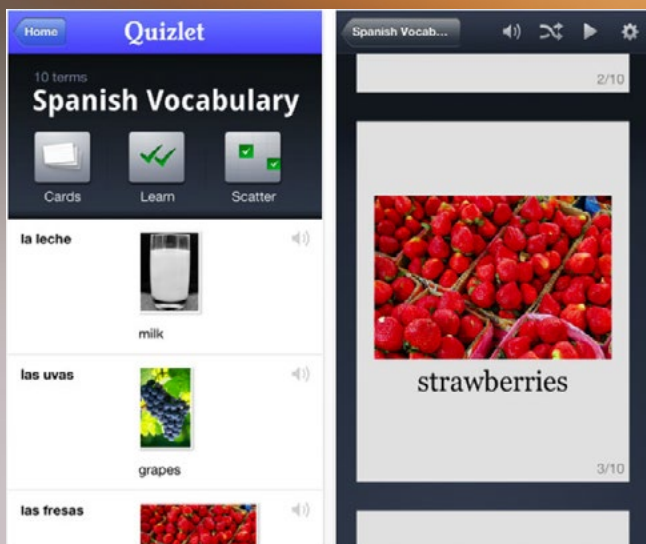 Home
Quizlet
10 terms
Spanish Vocabulary
Cards
Learn
Scatter
la leche
milk
las uvas
grapes
las fresas
Spanish Vocab...
2/10
strawberries
3/10